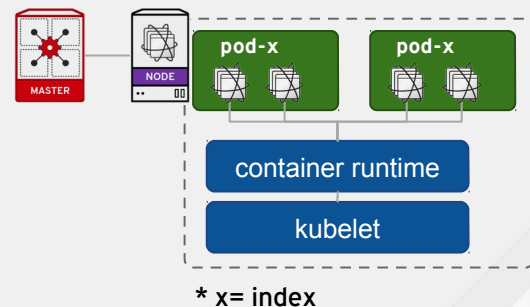 pod-x pod-x
NODE
MASTER
container runtime
kubelet
* x= index